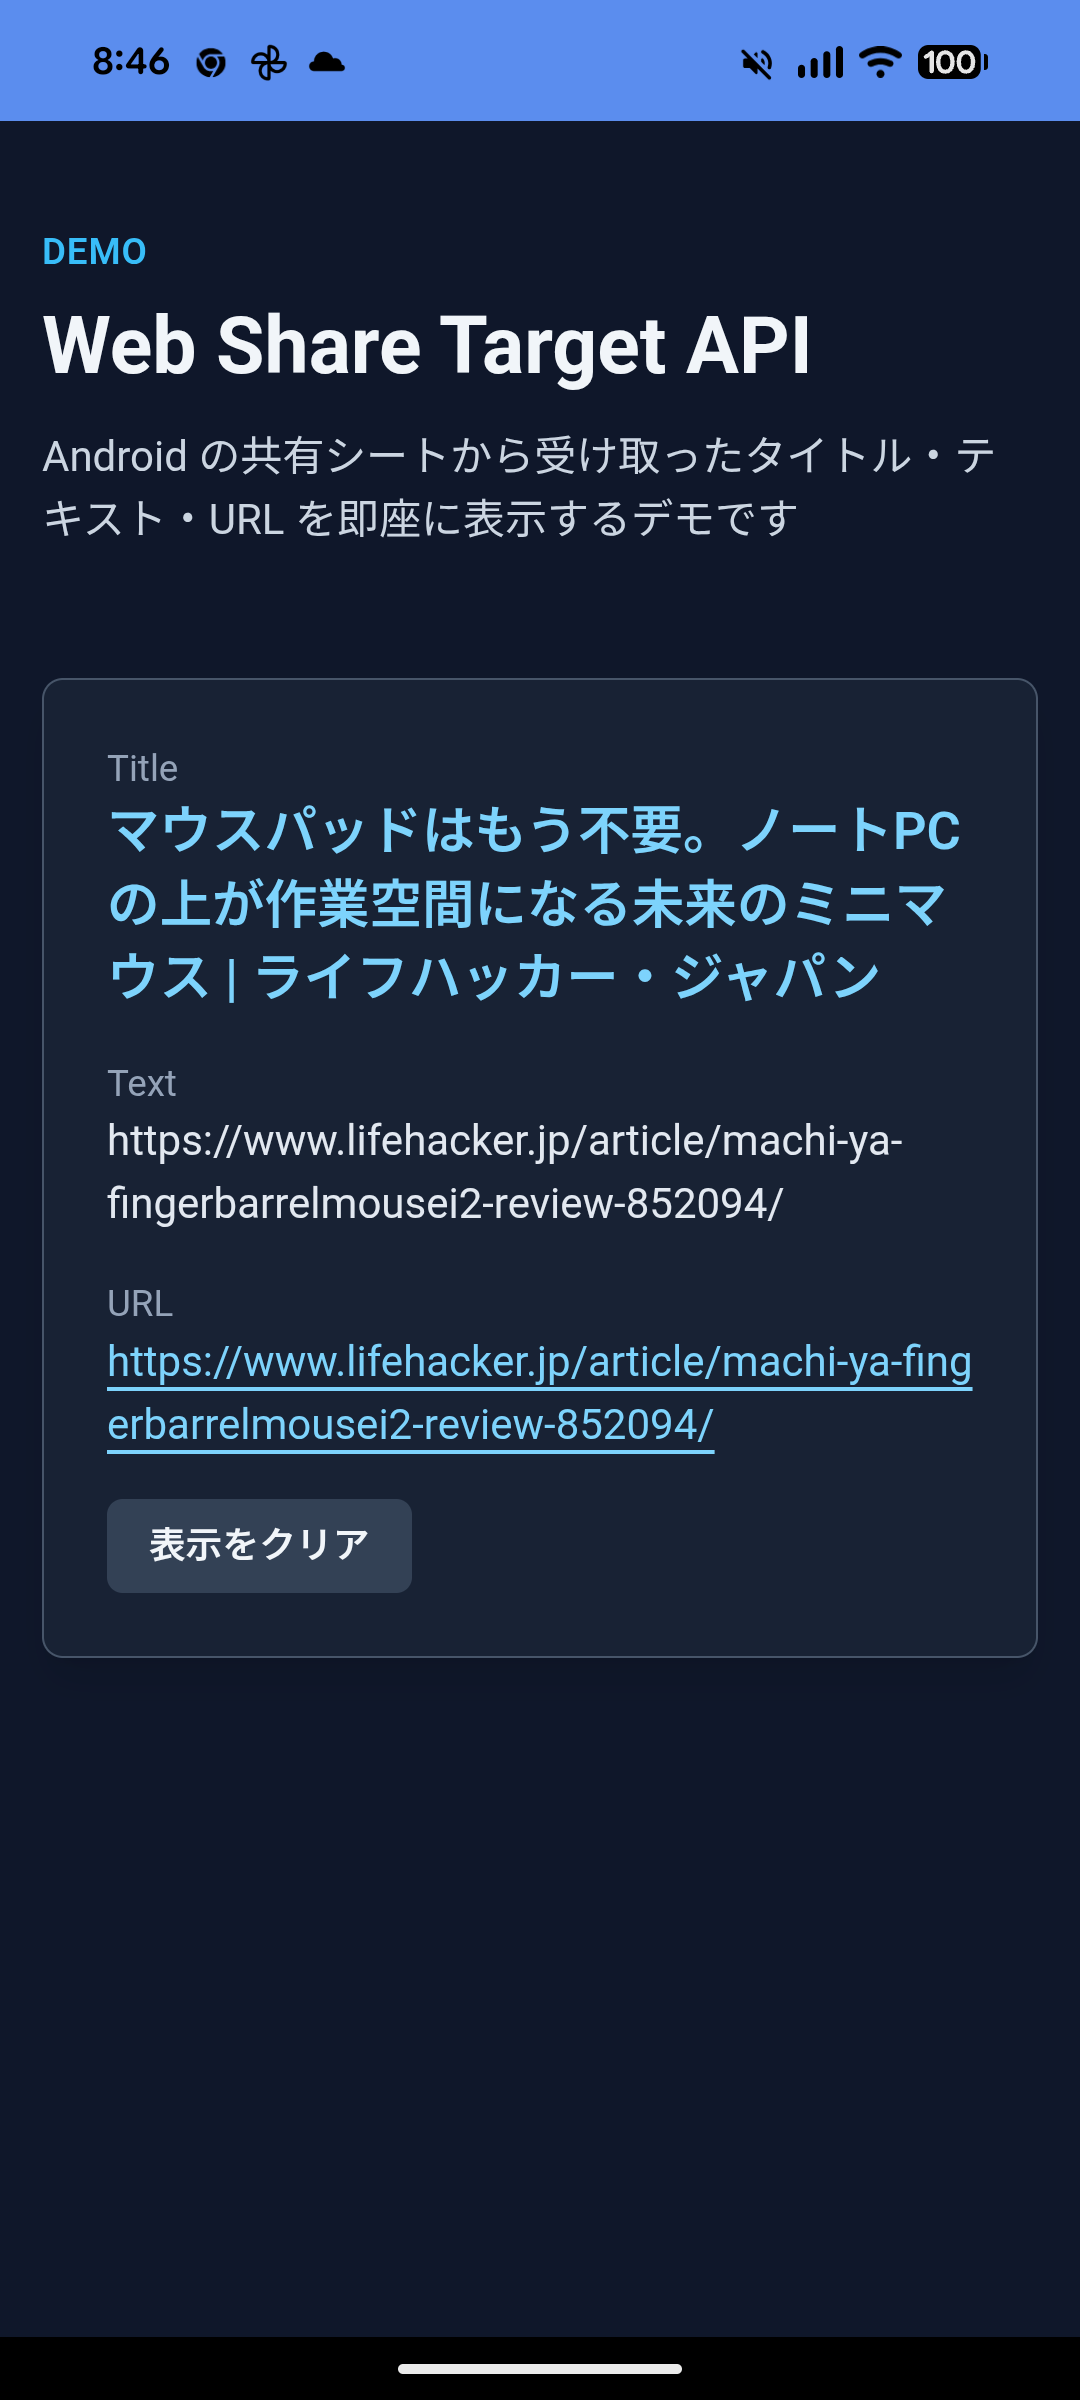 8:46
100
DEMO
Web Share Target API
Android の共有シートから受け取ったタイトル・テ
キスト・URL を即座に表示するデモです
Title
マウスパッドはもう不要。ノートPC
の上が作業空間になる未来のミニマ
ウス | ライフハッカー・ジャパン
Text
https://www.lifehacker.jp/article/machi-ya-
fingerbarrelmousei2-review-852094/
URL
https://www.lifehacker.jp/article/machi-ya-fing
erbarrelmousei2-review-852094/
表示をクリア